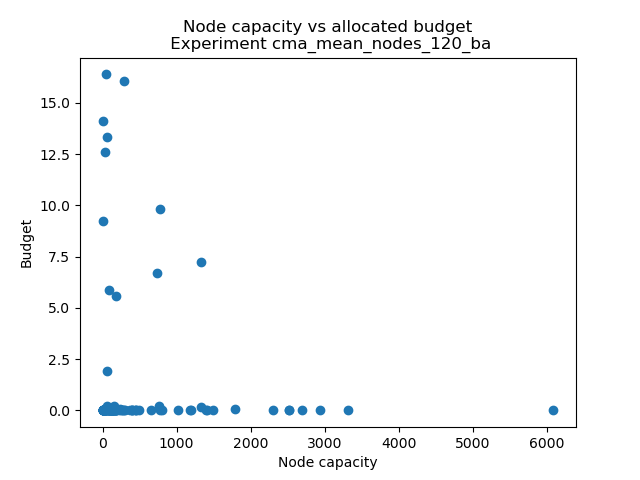 Node capacity vs allocated budget
Experiment cma_mean_nodes_120_ba
15.0
12.5
10.0
7.5
5.0
2.5
0.0
Budget
0 1000 2000 3000 4000 5000 6000
Node capacity